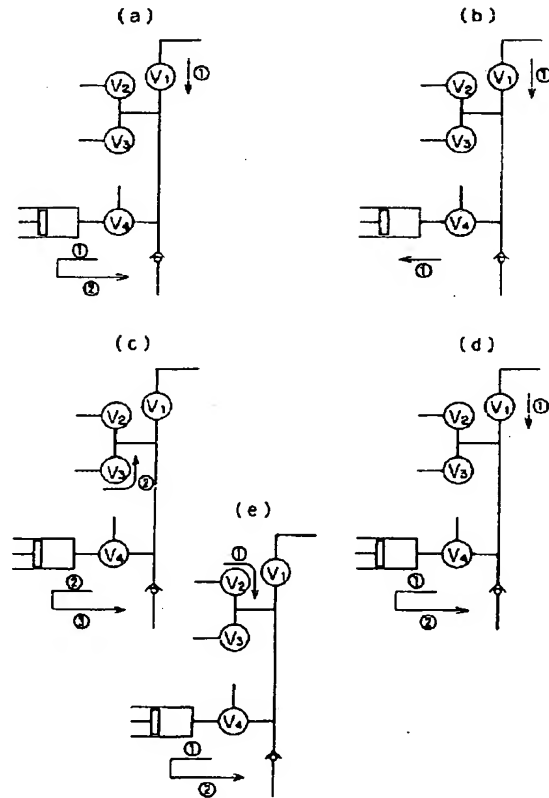 (a)
V₁ ①
V₂
V₃
V₄
①
②
(b)
V₁ ①
V₂
V₃
V₄
①
(c)
V₁
V₂
V₃ ②
V₄
②
③
(d)
V₁ ①
V₂
V₃
V₄
①
②
(e)
①
V₂ V₁
V₃
V₄
①
②